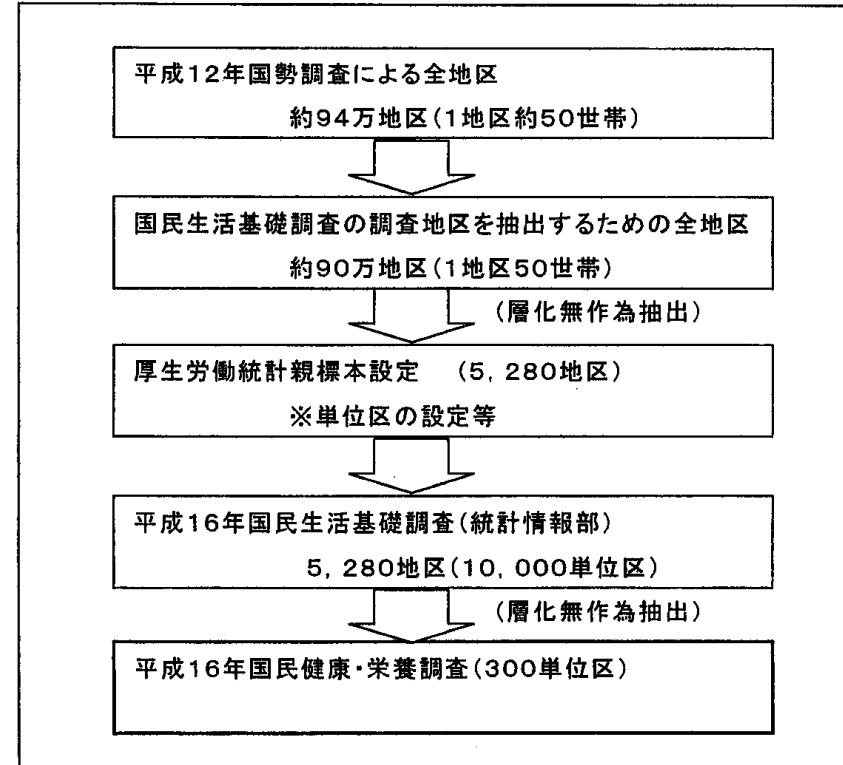 平成12年国勢調査による全地区
約94万地区(1地区約50世帯)
国民生活基礎調査の調査地区を抽出するための全地区
約90万地区(1地区50世帯)
(層化無作為抽出)
厚生労働統計親標本設定 (5,280地区)
※単位区の設定等
平成16年国民生活基礎調査(統計情報部)
5,280地区(10,000単位区)
(層化無作為抽出)
平成16年国民健康・栄養調査(300単位区)